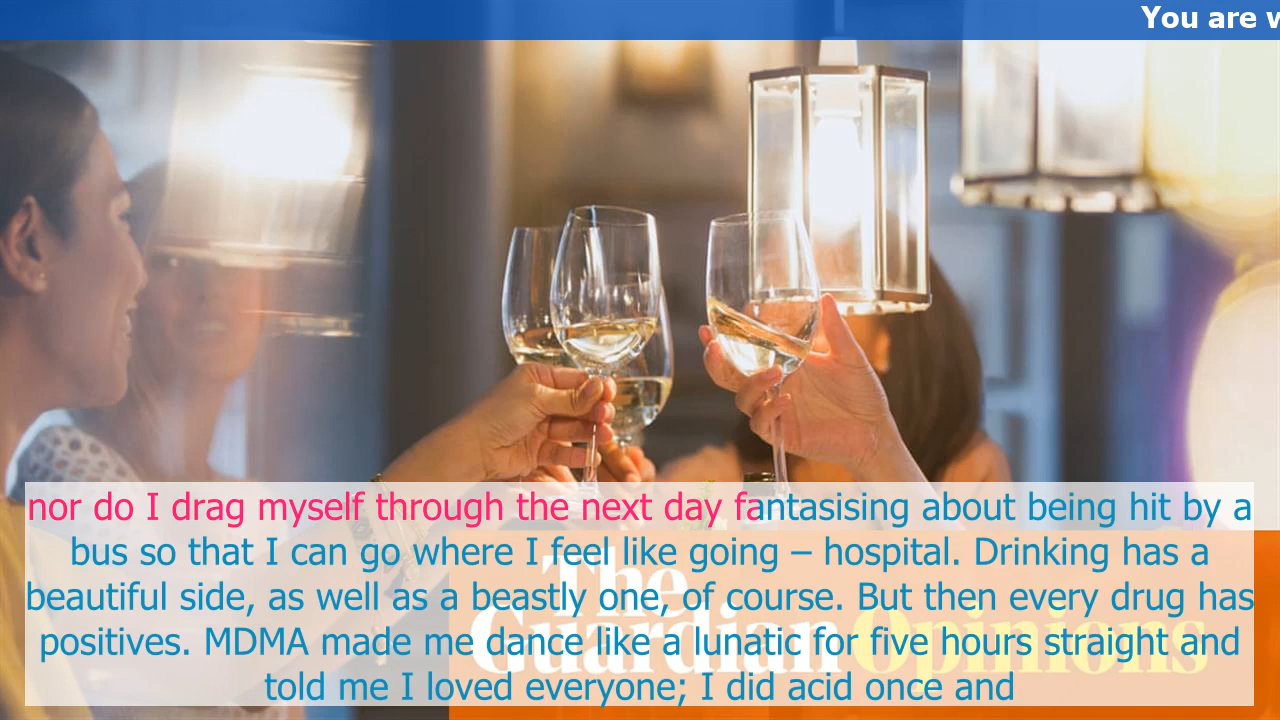 You are w
nor do I drag myself through the next day fantasising about being hit by a
bus so that I can go where I feel like going – hospital. Drinking has a
beautiful side, as well as a beastly one, of course. But then every drug has
positives. MDMA made me dance like a lunatic for five hours straight and
told me I loved everyone; I did acid once and
The
Guardian Opinions